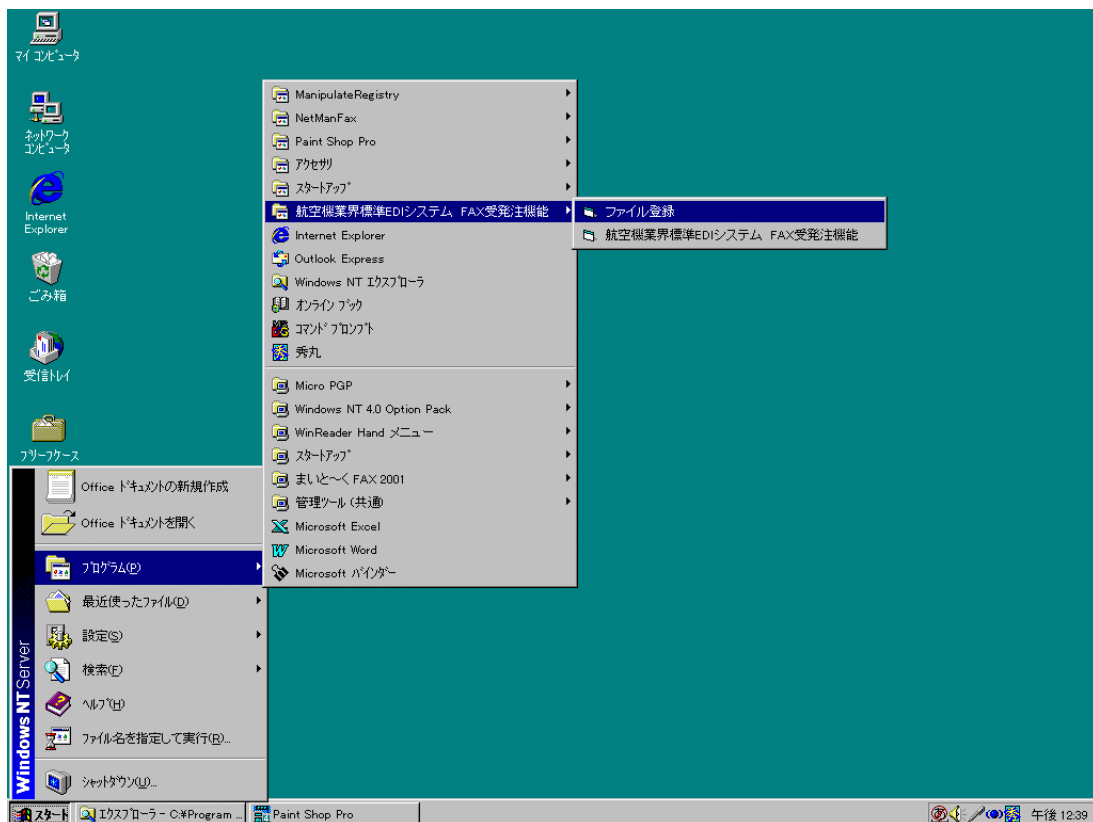 マイ コンピュータ
ネットワーク
コンピュータ
Internet
Explorer
ごみ箱
受信トレイ
ブリーフケース
ManipulateRegistry
NetManFax
Paint Shop Pro
アクセサリ
スタートアップ
航空機業界標準EDIシステム FAX受発注機能
Internet Explorer
Outlook Express
Windows NT エクスプローラ
オンライン ブック
コマンド プロンプト
秀丸
Micro PGP
Windows NT 4.0 Option Pack
WinReader Hand メニュー
スタートアップ
まいと～く FAX 2001
管理ツール (共通)
Microsoft Excel
Microsoft Word
Microsoft バインダー
ファイル登録
航空機業界標準EDIシステム FAX受発注機能
Office ドキュメントの新規作成
Office ドキュメントを開く
プログラム(P)
最近使ったファイル(D)
設定(S)
検索(F)
ヘルプ(H)
ファイル名を指定して実行(R)...
シャットダウン(U)...
Windows NT Server
スタート
エクスプローラ - C:¥Program ...
Paint Shop Pro
午後 12:39